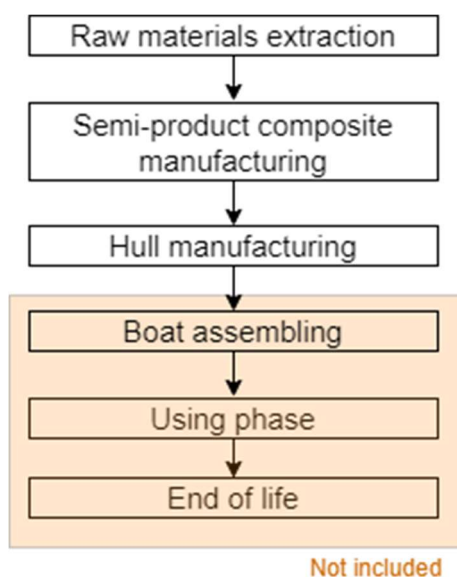 Raw materials extraction
Semi-product composite
manufacturing
Hull manufacturing
Boat assembling
Using phase
End of life
Not included